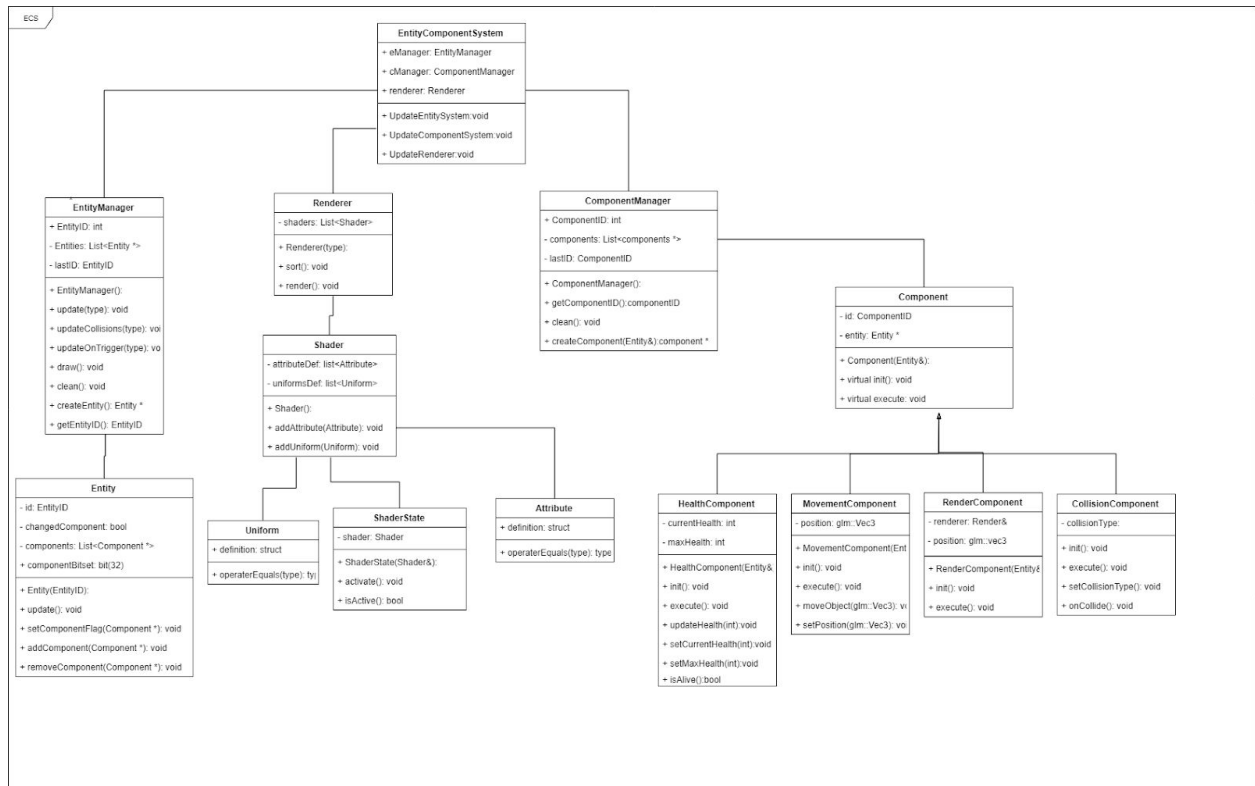 ECS
EntityComponentSystem
+ eManager: EntityManager
+ cManager: ComponentManager
+ renderer: Renderer
+ UpdateEntitySystem:void
+ UpdateComponentSystem:void
+ UpdateRenderer:void
EntityManager
+ EntityID: int
- Entities: List<Entity *>
- lastID: EntityID
+ EntityManager():
+ update(type): void
+ updateCollisions(type): voi
+ updateOnTrigger(type): vo
+ draw(): void
+ clean(): void
+ createEntity(): Entity *
+ getEntityID(): EntityID
Renderer
- shaders: List<Shader>
+ Renderer(type):
+ sort(): void
+ render(): void
ComponentManager
+ ComponentID: int
- components: List<components *>
- lastID: ComponentID
+ ComponentManager():
+ getComponentID():componentID
+ clean(): void
+ createComponent(Entity&):component *
Component
- id: ComponentID
- entity: Entity *
+ Component(Entity&):
+ virtual init(): void
+ virtual execute: void
Shader
- attributeDef: list<Attribute>
- uniformsDef: list<Uniform>
+ Shader():
+ addAttribute(Attribute): void
+ addUniform(Uniform): void
Entity
- id: EntityID
- changedComponent: bool
- components: List<Component *>
+ componentBitset: bit(32)
+ Entity(EntityID):
+ update(): void
+ setComponentFlag(Component *): void
+ addComponent(Component *): void
+ removeComponent(Component *): void
Uniform
+ definition: struct
+ operaterEquals(type): typ
ShaderState
- shader: Shader
+ ShaderState(Shader&):
+ activate(): void
+ isActive(): bool
Attribute
+ definition: struct
+ operaterEquals(type): type
HealthComponent
- currentHealth: int
- maxHealth: int
+ HealthComponent(Entity&
+ init(): void
+ execute(): void
+ updateHealth(int):void
+ setCurrentHealth(int):void
+ setMaxHealth(int):void
+ isAlive():bool
MovementComponent
- position: glm::Vec3
+ MovementComponent(Ent
+ init(): void
+ execute(): void
+ moveObject(glm::Vec3): v
+ setPosition(glm::Vec3): vo
RenderComponent
- renderer: Render&
- position: glm::vec3
+ RenderComponent(Entity&
+ init(): void
+ execute(): void
CollisionComponent
- collisionType:
+ init(): void
+ execute(): void
+ setCollisionType(): void
+ onCollide(): void